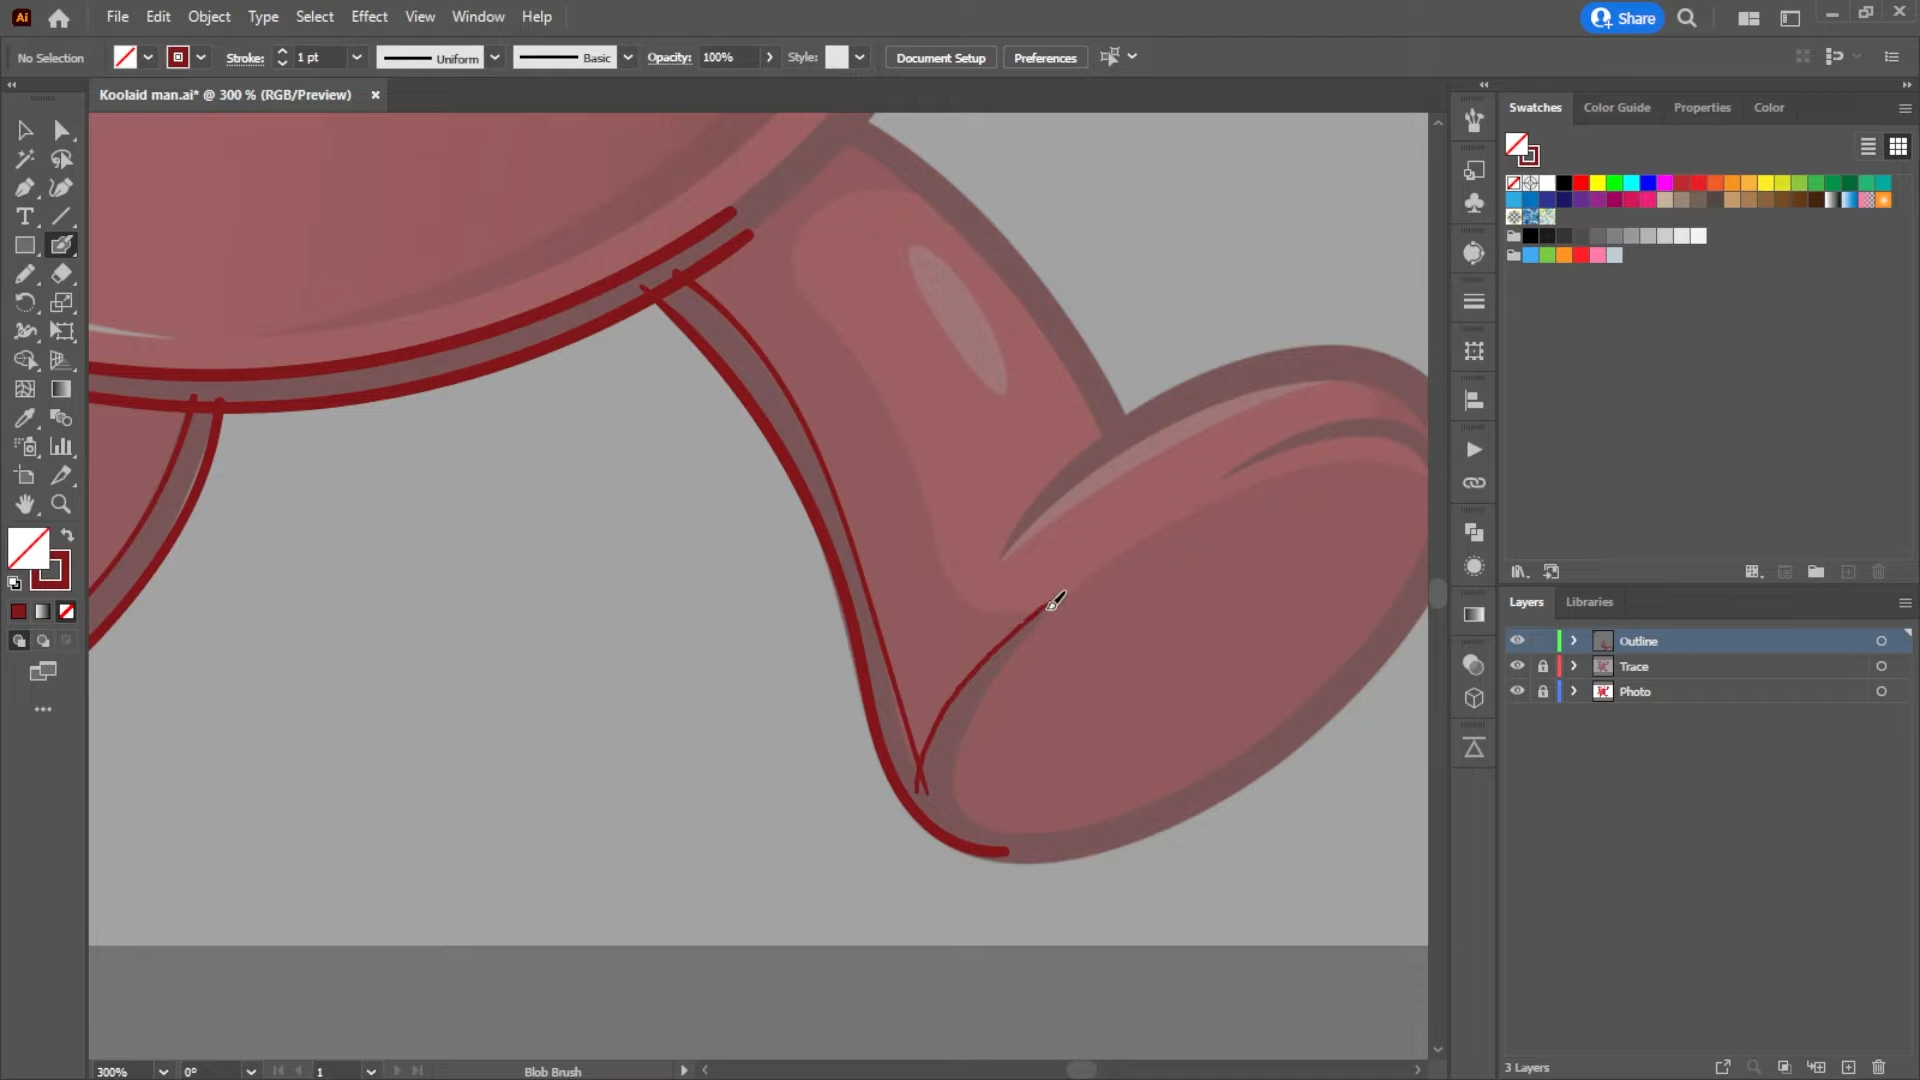 Ai File Edit Object Type Select Effect View Window Help Share
No Selection Stroke: 1 pt Uniform Basic Opacity: 100% Style: Document Setup Preferences
Koolaid man.ai* @ 300 % (RGB/Preview)
Swatches Color Guide Properties Color
Layers Libraries
Outline
Trace
Photo
3 Layers
300% 0° 1 Blob Brush